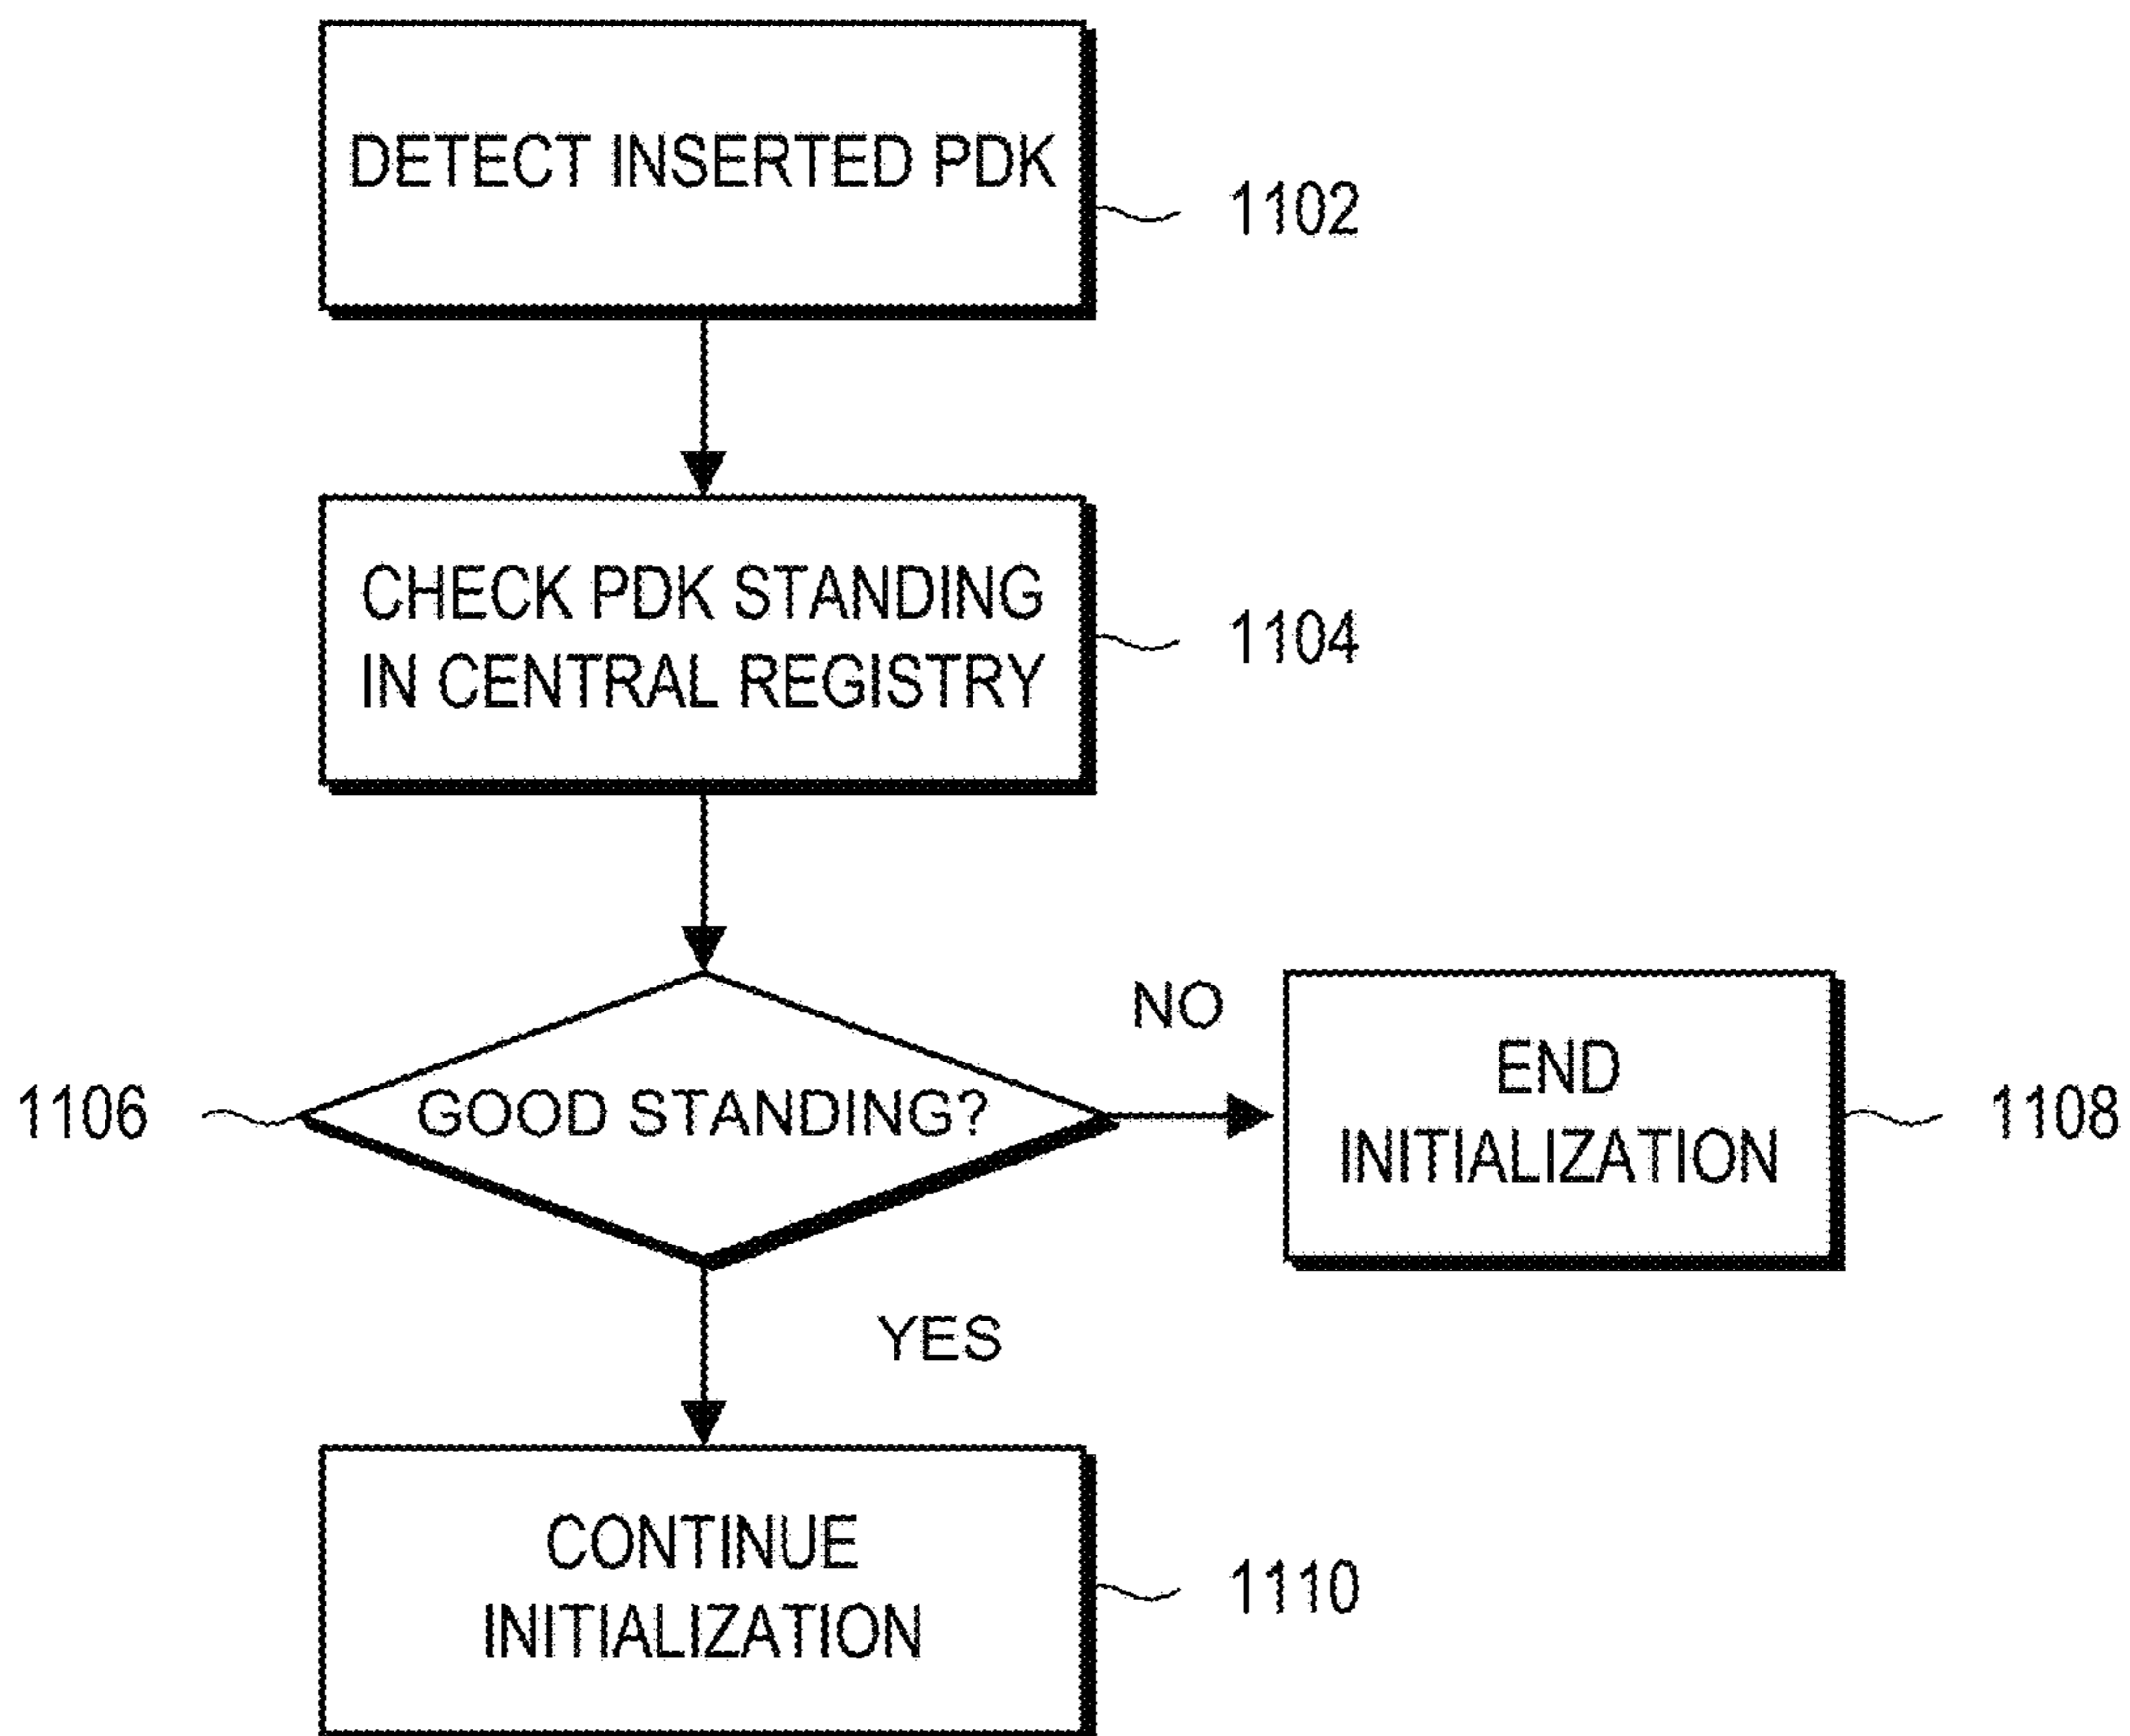 DETECT INSERTED PDK
1102
CHECK PDK STANDING
IN CENTRAL REGISTRY
1104
1106
GOOD STANDING?
NO
END
INITIALIZATION
1108
YES
CONTINUE
INITIALIZATION
1110